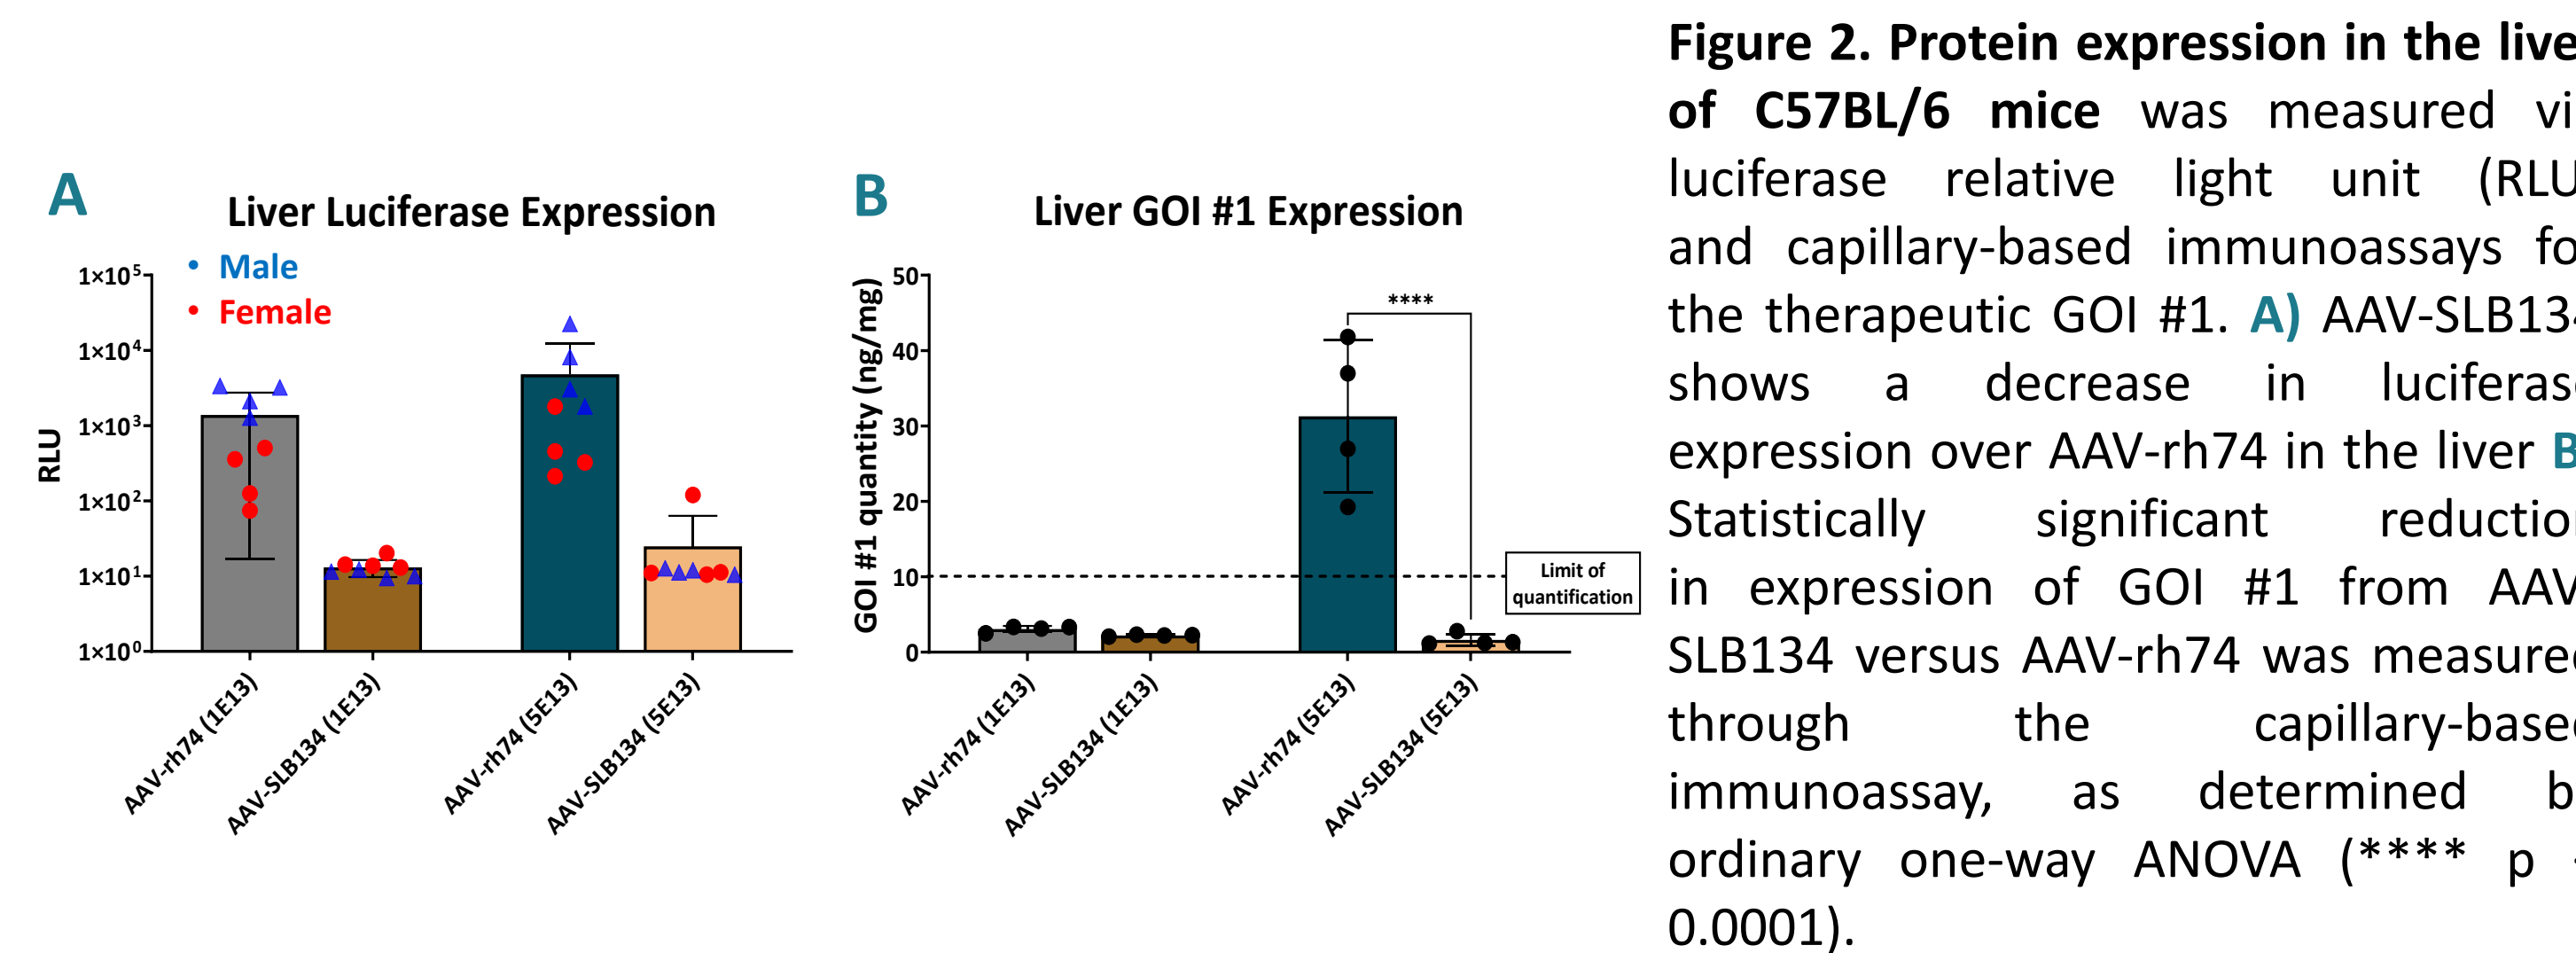 A
Liver Luciferase Expression
• Male
• Female
1×10⁵
1×10⁴
1×10³
1×10²
1×10¹
1×10⁰
RLU
AAV-rh74 (1E13)
AAV-SLB134 (1E13)
AAV-rh74 (5E13)
AAV-SLB134 (5E13)
B
Liver GOI #1 Expression
50
40
30
20
10
0
GOI #1 quantity (ng/mg)
****
Limit of
quantification
AAV-rh74 (1E13)
AAV-SLB134 (1E13)
AAV-rh74 (5E13)
AAV-SLB134 (5E13)
Figure 2. Protein expression in the live
of C57BL/6 mice was measured vi
luciferase relative light unit (RLU
and capillary-based immunoassays fo
the therapeutic GOI #1. A) AAV-SLB134
shows a decrease in luciferase
expression over AAV-rh74 in the liver B
Statistically significant reduction
in expression of GOI #1 from AAV-
SLB134 versus AAV-rh74 was measured
through the capillary-based
immunoassay, as determined b
ordinary one-way ANOVA (**** p
0.0001).